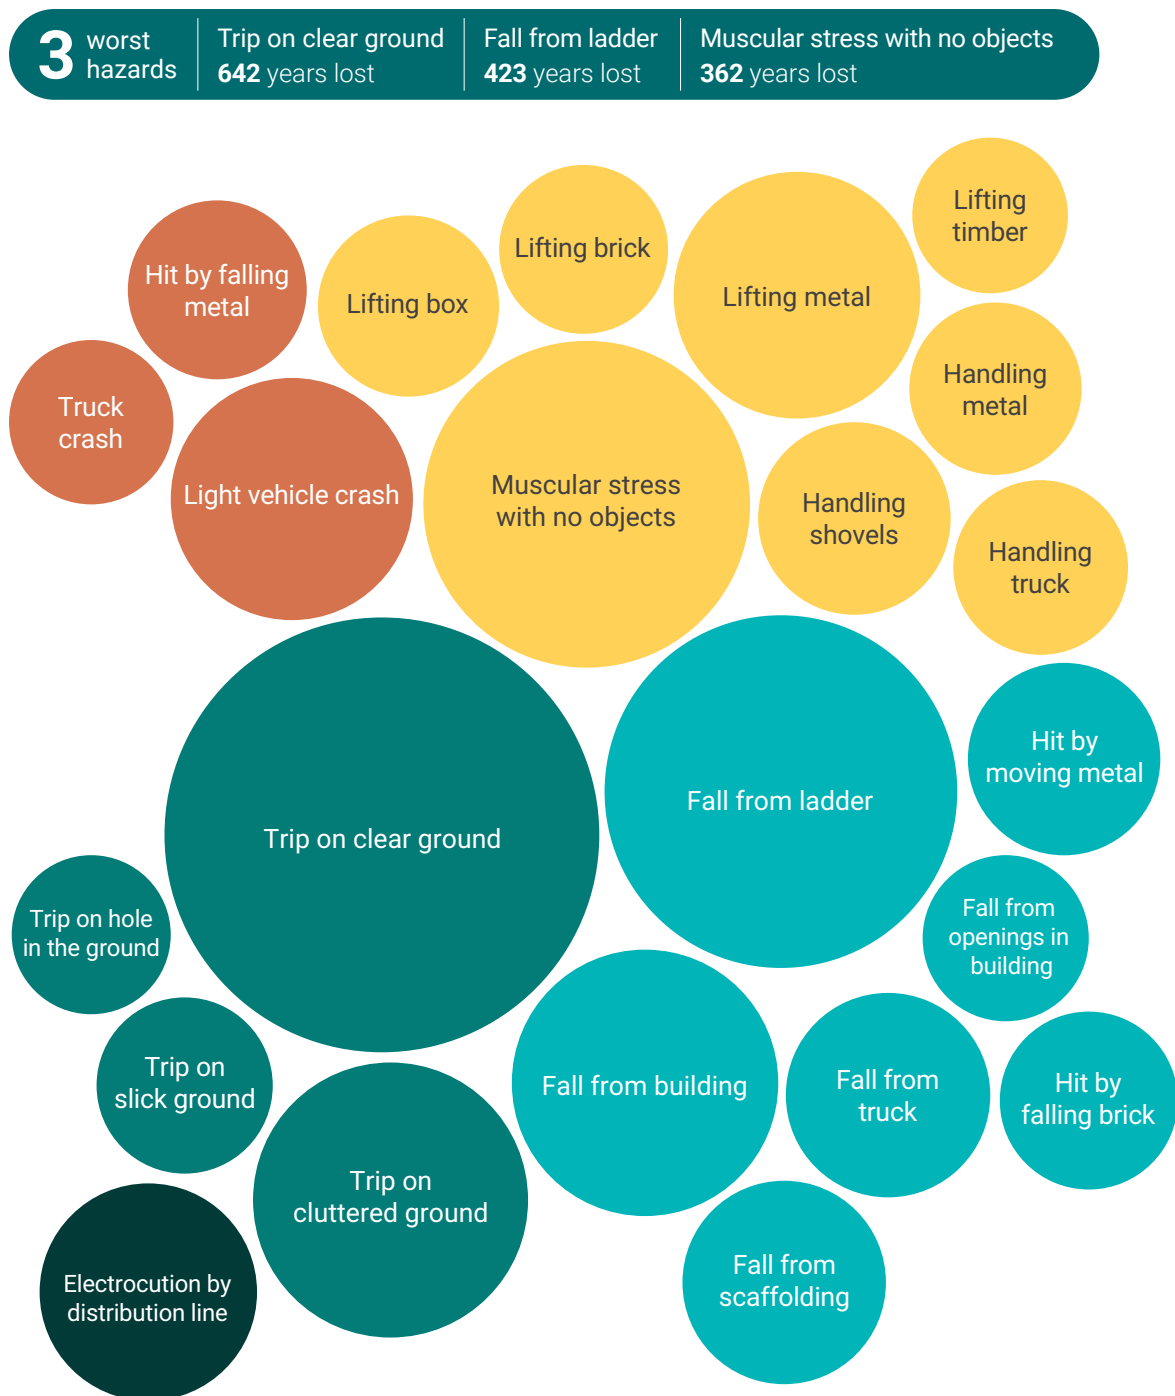 3 worst hazards
Trip on clear ground
642 years lost
Fall from ladder
423 years lost
Muscular stress with no objects
362 years lost
Lifting
timber
Lifting brick
Hit by falling
metal
Lifting box
Lifting metal
Handling
metal
Truck
crash
Light vehicle crash
Muscular stress
with no objects
Handling
shovels
Handling
truck
Hit by
moving metal
Trip on clear ground
Fall from ladder
Trip on hole
in the ground
Fall from
openings in
building
Trip on
slick ground
Fall from building
Fall from
truck
Hit by
falling brick
Trip on
cluttered ground
Electrocution by
distribution line
Fall from
scaffolding